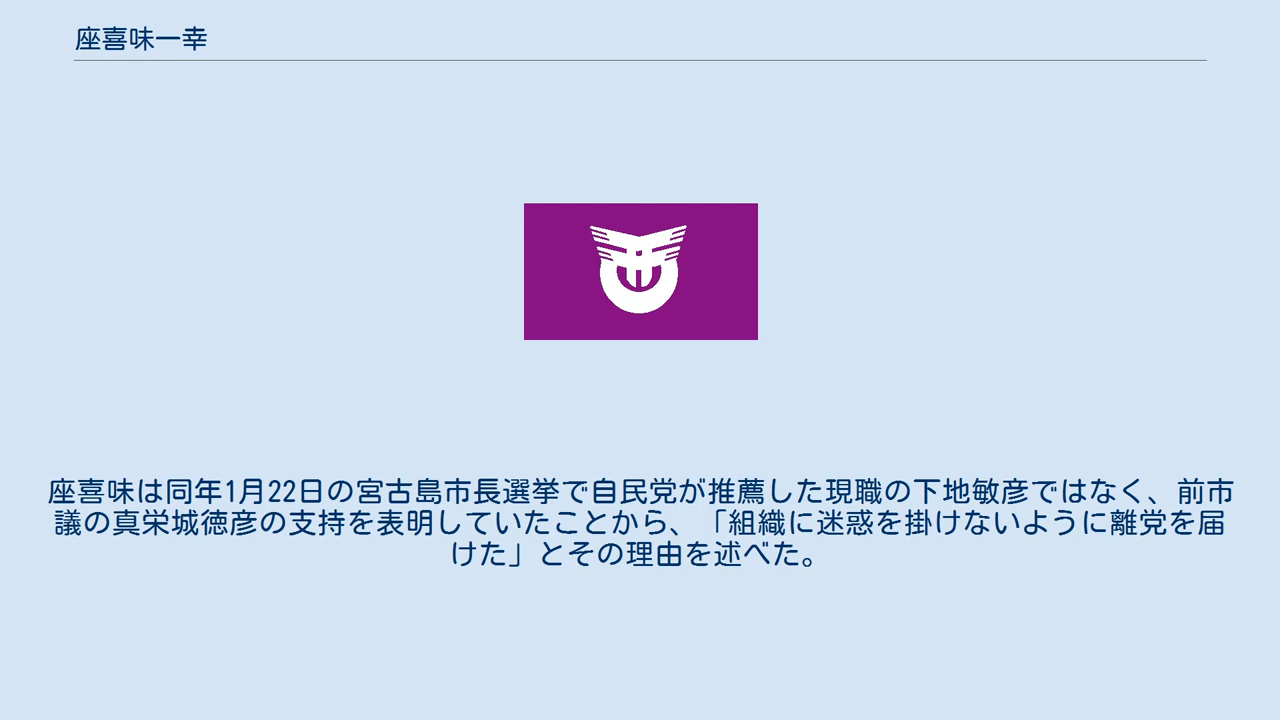 座喜味一幸
座喜味は同年1月22日の宮古島市長選挙で自民党が推薦した現職の下地敏彦ではなく、前市
議の真栄城徳彦の支持を表明していたことから、「組織に迷惑を掛けないように離党を届
けた」とその理由を述べた。